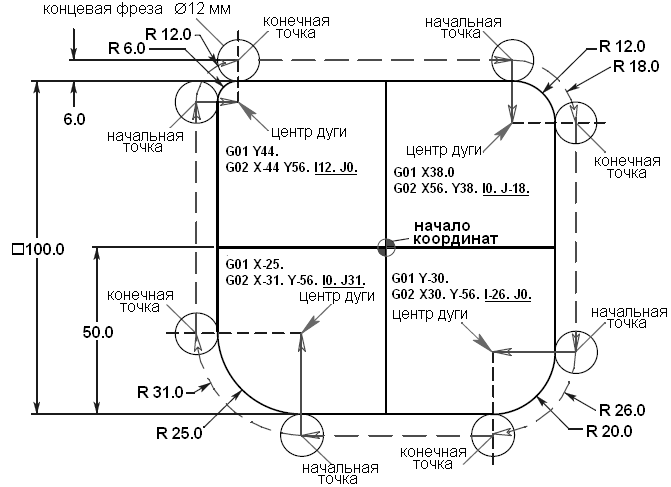 концевая фреза ∅12 мм
конечная
точка
начальная
точка
R 12.0
R 6.0
R 12.0
R 18.0
6.0
начальная
точка
центр дуги
центр дуги
конечная
точка
G01 Y44.
G02 X-44 Y56. I12. J0.
G01 X38.0
G02 X56. Y38. I0. J-18.
начало
координат
□100.0
G01 X-25.
G02 X-31. Y-56. I0. J31.
центр дуги
G01 Y-30.
G02 X30. Y-56. I-26. J0.
центр дуги
конечная
точка
начальная
точка
50.0
R 31.0
R 25.0
R 26.0
R 20.0
начальная
точка
конечная
точка